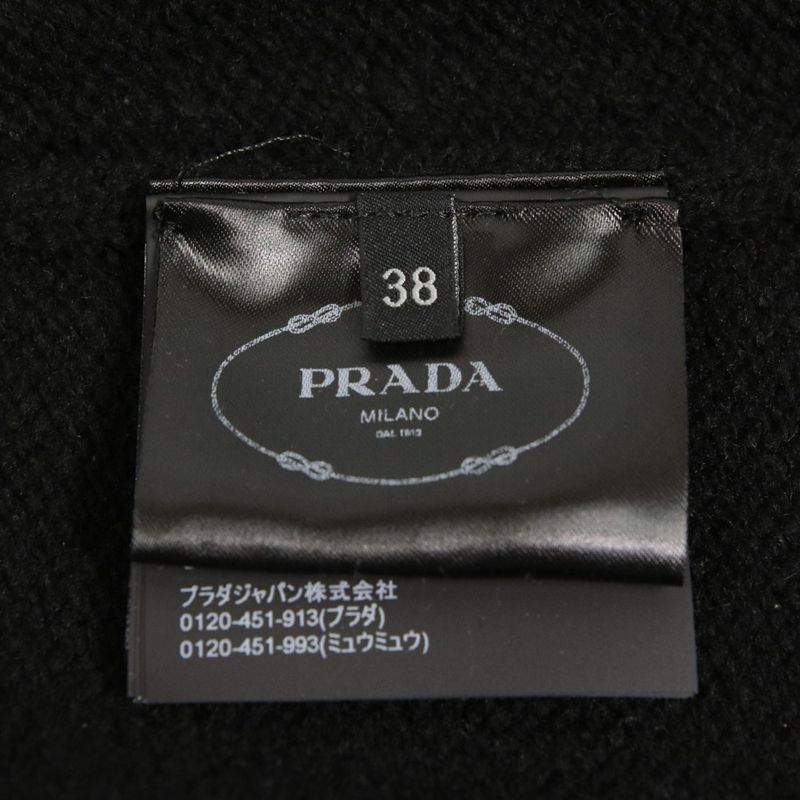 38
PRADA
MILANO
DAL 1913
プラダジャパン株式会社
0120-451-913(プラダ)
0120-451-993(ミュウミュウ)